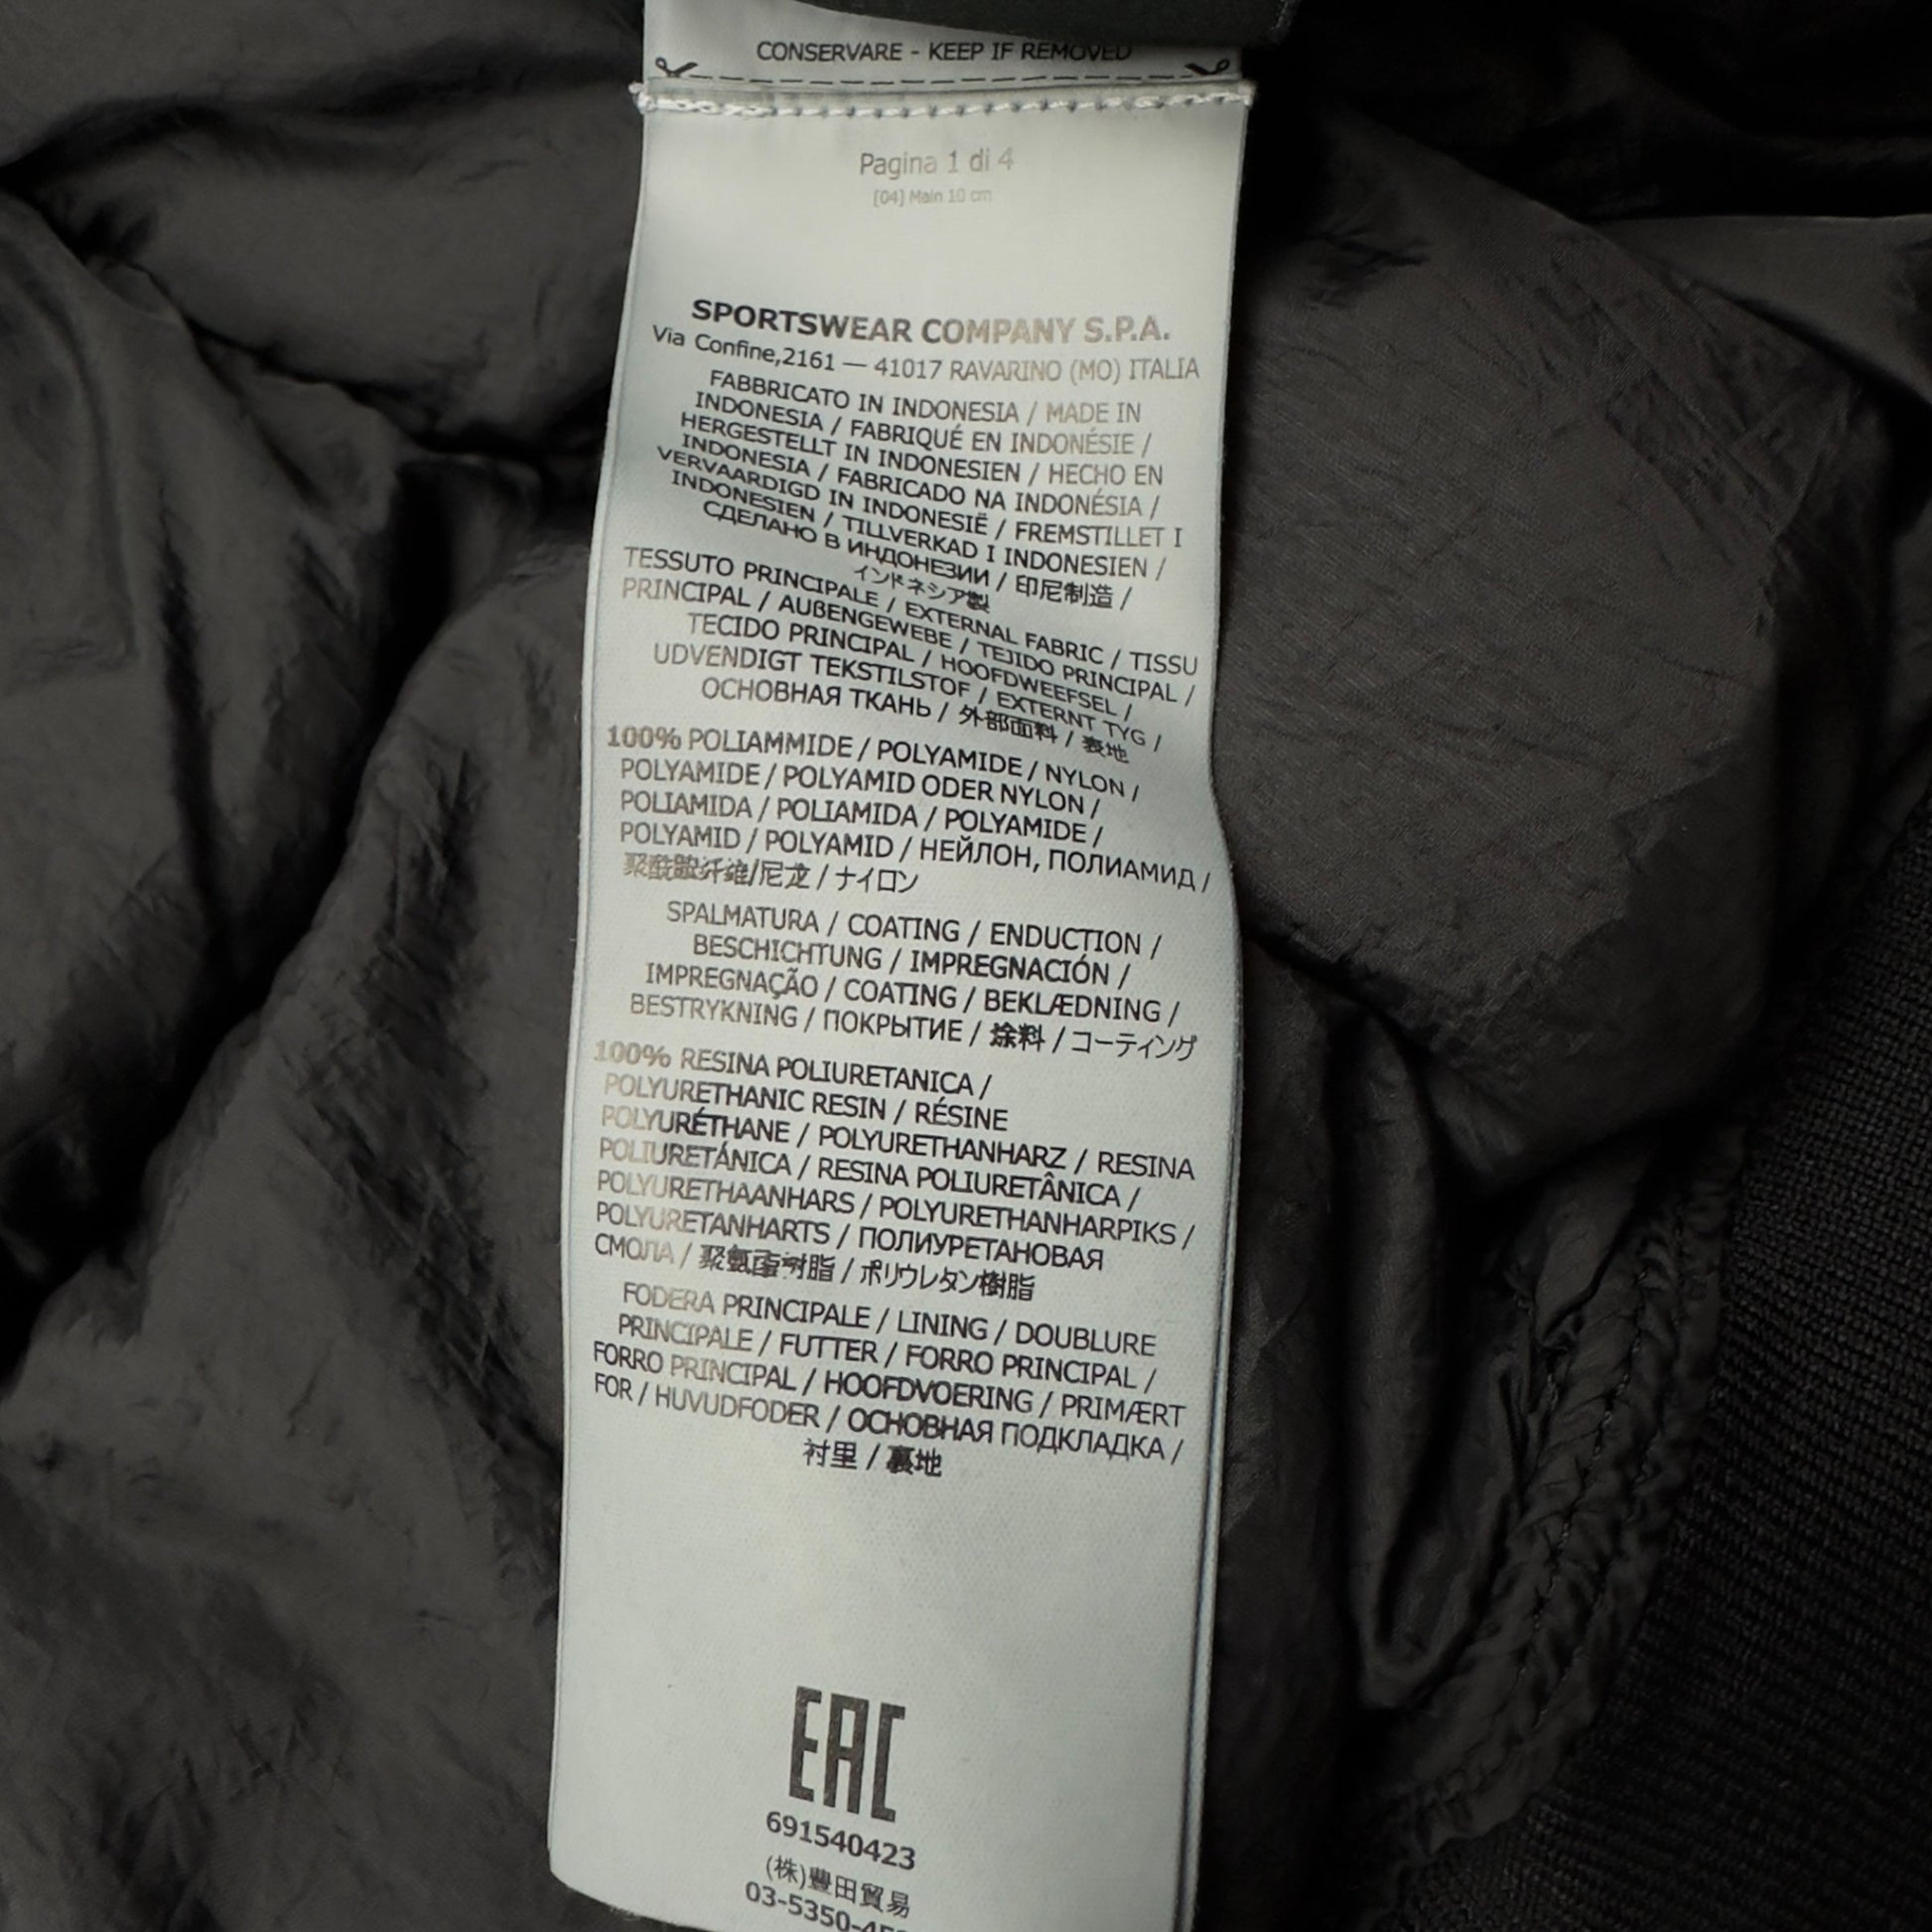 CONSERVARE - KEEP IF REMOVED
Pagina 1 di 4
[04] Main 10 cm
SPORTSWEAR COMPANY S.P.A.
Via Confine,2161 — 41017 RAVARINO (MO) ITALIA
FABBRICATO IN INDONESIA / MADE IN
INDONESIA / FABRIQUÉ EN INDONÉSIE /
HERGESTELLT IN INDONESIEN / HECHO EN
INDONESIA / FABRICADO NA INDONÉSIA /
VERVAARDIGD IN INDONESIË / FREMSTILLET I
INDONESIEN / TILLVERKAD I INDONESIEN /
СДЕЛАНО В ИНДОНЕЗИИ / 印尼制造 /
インドネシア製
TESSUTO PRINCIPALE / EXTERNAL FABRIC / TISSU
PRINCIPAL / AUßENGEWEBE / TEJIDO PRINCIPAL /
TECIDO PRINCIPAL / HOOFDWEEFSEL /
UDVENDIGT TEKSTILSTOF / EXTERNT TYG /
ОСНОВНАЯ ТКАНЬ / 外部面料 / 表地
100% POLIAMMIDE / POLYAMIDE / NYLON /
POLYAMIDE / POLYAMID ODER NYLON /
POLIAMIDA / POLIAMIDA / POLYAMIDE /
POLYAMID / POLYAMID / НЕЙЛОН, ПОЛИАМИД /
聚酰胺纤维/尼龙 / ナイロン
SPALMATURA / COATING / ENDUCTION /
BESCHICHTUNG / IMPREGNACIÓN /
IMPREGNAÇÃO / COATING / BEKLÆDNING /
BESTRYKNING / ПОКРЫТИЕ / 涂料 / コーティング
100% RESINA POLIURETANICA /
POLYURETHANIC RESIN / RÉSINE
POLYURÉTHANE / POLYURETHANHARZ / RESINA
POLIURETÁNICA / RESINA POLIURETÂNICA /
POLYURETHAANHARS / POLYURETHANHARPIKS /
POLYURETANHARTS / ПОЛИУРЕТАНОВАЯ
СМОЛА / 聚氨酯树脂 / ポリウレタン樹脂
FODERA PRINCIPALE / LINING / DOUBLURE
PRINCIPALE / FUTTER / FORRO PRINCIPAL /
FORRO PRINCIPAL / HOOFDVOERING / PRIMÆRT
FOR / HUVUDFODER / ОСНОВНАЯ ПОДКЛАДКА /
衬里 / 裏地
EAC
691540423
(株)豊田貿易